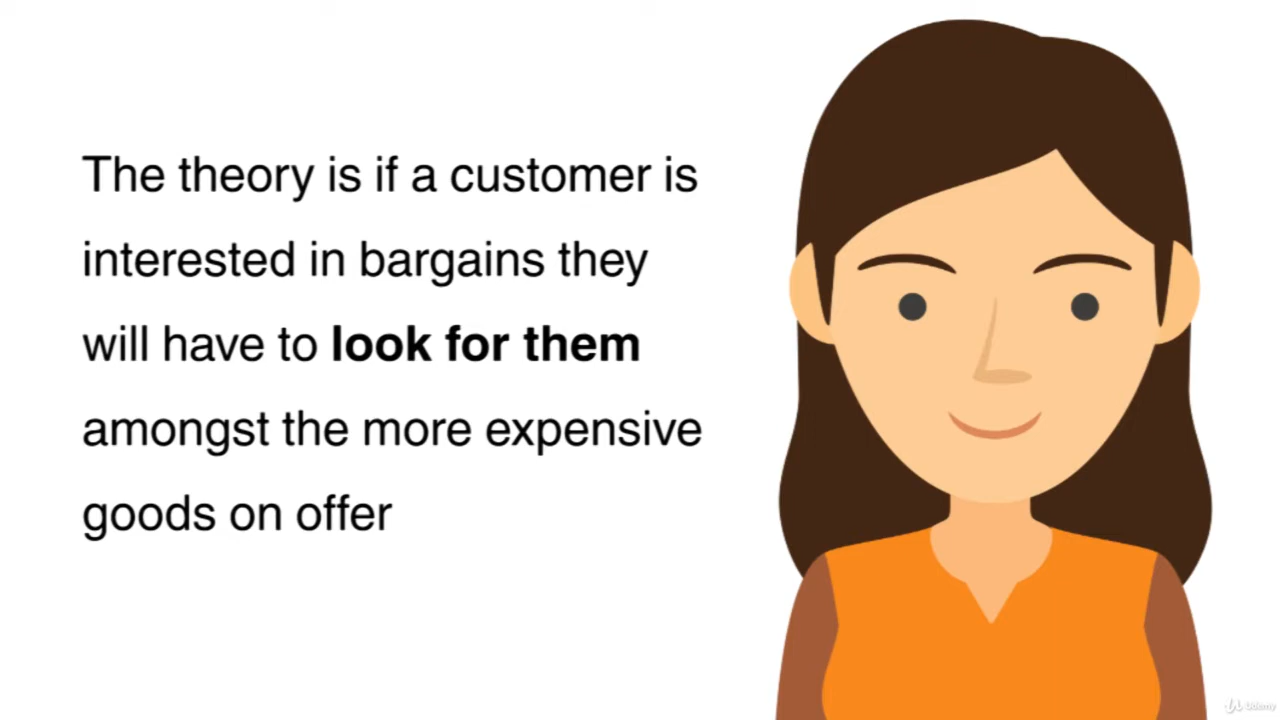 The theory is if a customer is
interested in bargains they
will have to look for them
amongst the more expensive
goods on offer
Udemy